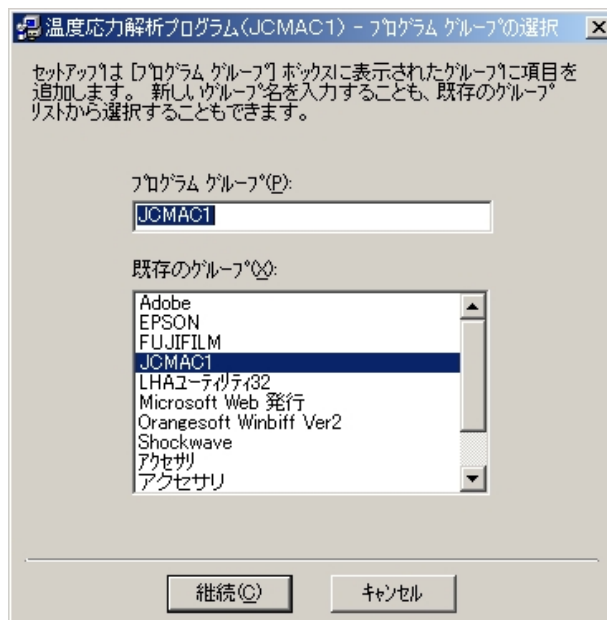 温度応力解析プログラム(JCMAC1) - プログラム グループの選択
セットアップは [プログラム グループ] ボックスに表示されたグループに項目を
追加します。 新しいグループ名を入力することも、既存のグループ
リストから選択することもできます。
プログラム グループ(P):
JCMAC1
既存のグループ(X):
Adobe
EPSON
FUJIFILM
JCMAC1
LHAユーティリティ32
Microsoft Web 発行
Orangesoft Winbiff Ver2
Shockwave
アクセサリ
アクセサリ
継続(C)
キャンセル